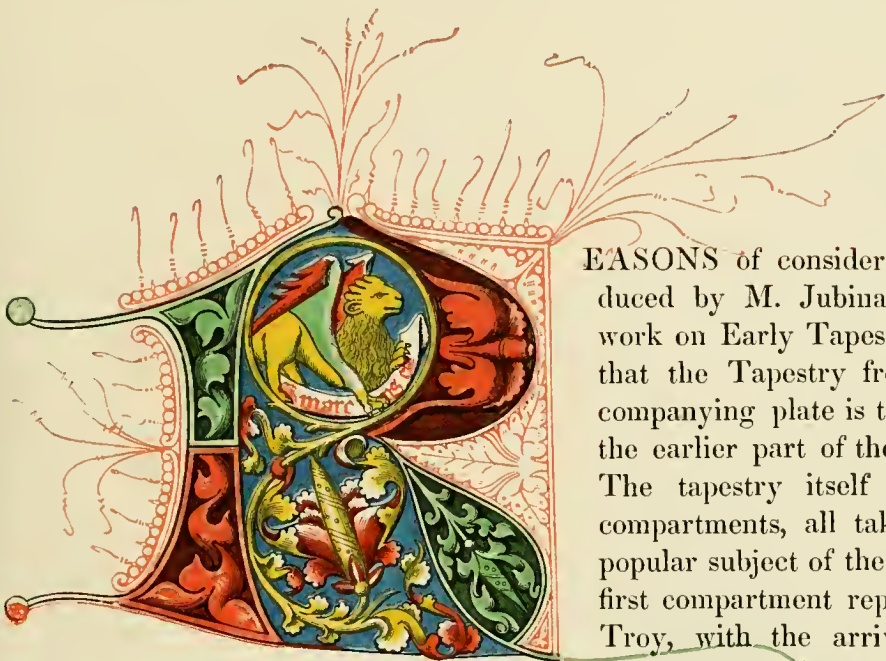 EASONS of consider
duced by M. Jubina
work on Early Tapes
that the Tapestry fr
companying plate is t
the earlier part of the
The tapestry itself
compartments, all tak
popular subject of the
first compartment rep
Troy, with the arriv
S marc